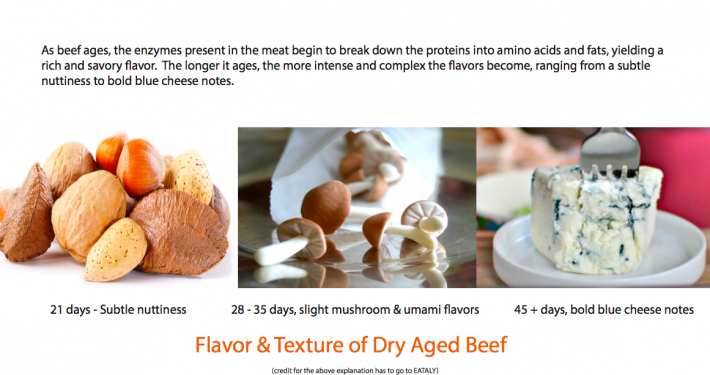 As beef ages, the enzymes present in the meat begin to break down the proteins into amino acids and fats, yielding a
rich and savory flavor. The longer it ages, the more intense and complex the flavors become, ranging from a subtle
nuttiness to bold blue cheese notes.
21 days - Subtle nuttiness
28 - 35 days, slight mushroom & umami flavors
45 + days, bold blue cheese notes
Flavor & Texture of Dry Aged Beef
(credit for the above explanation has to go to EATALY)